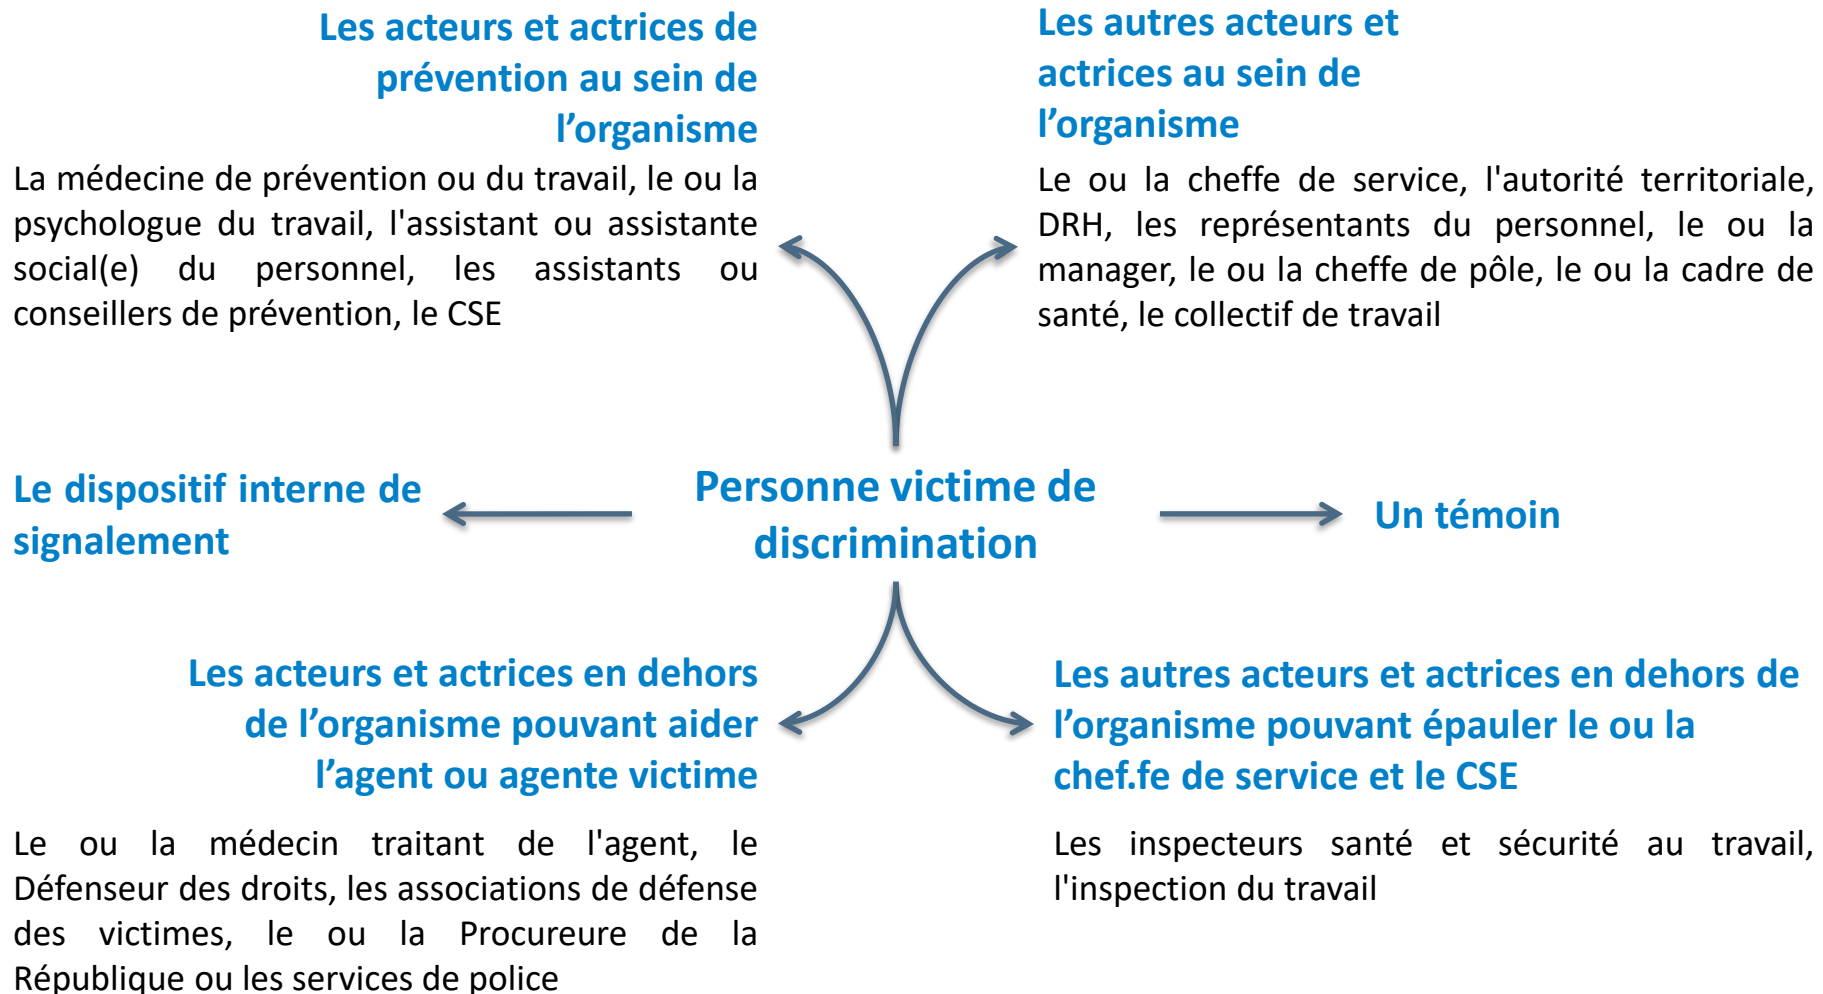 Les acteurs et actrices de
prévention au sein de
l’organisme
La médecine de prévention ou du travail, le ou la
psychologue du travail, l'assistant ou assistante
social(e) du personnel, les assistants ou
conseillers de prévention, le CSE
Les autres acteurs et
actrices au sein de
l’organisme
Le ou la cheffe de service, l'autorité territoriale,
DRH, les représentants du personnel, le ou la
manager, le ou la cheffe de pôle, le ou la cadre de
santé, le collectif de travail
Le dispositif interne de
signalement
Personne victime de
discrimination
Un témoin
Les acteurs et actrices en dehors
de l’organisme pouvant aider
l’agent ou agente victime
Le ou la médecin traitant de l'agent, le
Défenseur des droits, les associations de défense
des victimes, le ou la Procureure de la
République ou les services de police
Les autres acteurs et actrices en dehors de
l’organisme pouvant épauler le ou la
chef.fe de service et le CSE
Les inspecteurs santé et sécurité au travail,
l'inspection du travail